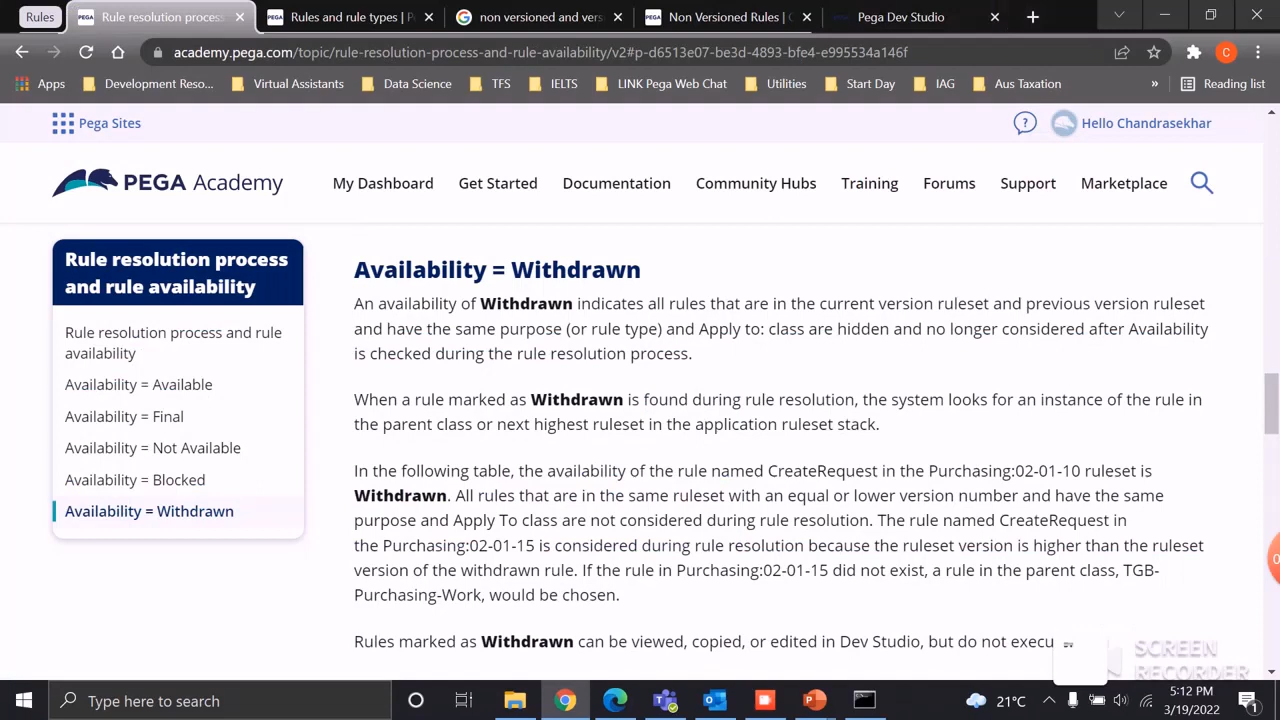 Rules
Rule resolution process
Rules and rule types | P
non versioned and vers
Non Versioned Rules | C
Pega Dev Studio
academy.pega.com/topic/rule-resolution-process-and-rule-availability/v2#p-d6513e07-be3d-4893-bfe4-e995534a146f
C
Apps
Development Reso...
Virtual Assistants
Data Science
TFS
IELTS
LINK Pega Web Chat
Utilities
Start Day
IAG
Aus Taxation
»
Reading list
Pega Sites
Hello Chandrasekhar
PEGA Academy
My Dashboard
Get Started
Documentation
Community Hubs
Training
Forums
Support
Marketplace
Rule resolution process
and rule availability
Rule resolution process and rule
availability
Availability = Available
Availability = Final
Availability = Not Available
Availability = Blocked
Availability = Withdrawn
Availability = Withdrawn
An availability of Withdrawn indicates all rules that are in the current version ruleset and previous version ruleset
and have the same purpose (or rule type) and Apply to: class are hidden and no longer considered after Availability
is checked during the rule resolution process.
When a rule marked as Withdrawn is found during rule resolution, the system looks for an instance of the rule in
the parent class or next highest ruleset in the application ruleset stack.
In the following table, the availability of the rule named CreateRequest in the Purchasing:02-01-10 ruleset is
Withdrawn. All rules that are in the same ruleset with an equal or lower version number and have the same
purpose and Apply To class are not considered during rule resolution. The rule named CreateRequest in
the Purchasing:02-01-15 is considered during rule resolution because the ruleset version is higher than the ruleset
version of the withdrawn rule. If the rule in Purchasing:02-01-15 did not exist, a rule in the parent class, TGB-
Purchasing-Work, would be chosen.
Rules marked as Withdrawn can be viewed, copied, or edited in Dev Studio, but do not execu
SCREEN
RECORDER
Type here to search
21°C
5:12 PM
3/19/2022
1